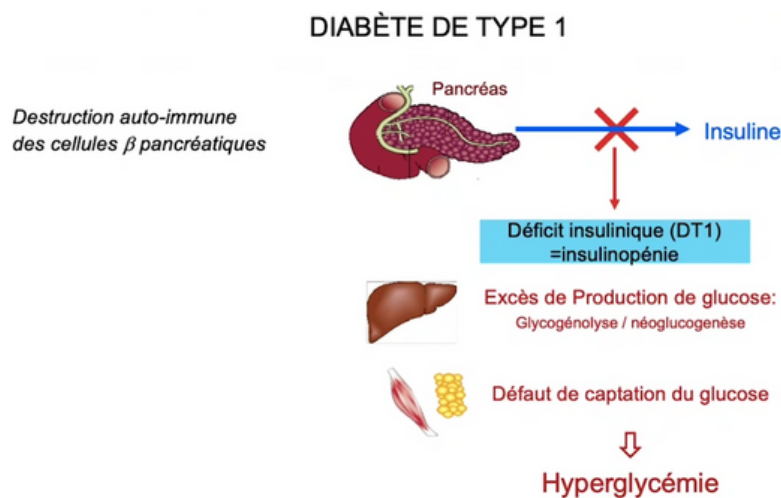 DIABÈTE DE TYPE 1
Pancréas
Destruction auto-immune
des cellules β pancréatiques
Insuline
Déficit insulinique (DT1)
=insulinopénie
Excès de Production de glucose:
Glycogénolyse / néoglucogenèse
Défaut de captation du glucose
Hyperglycémie